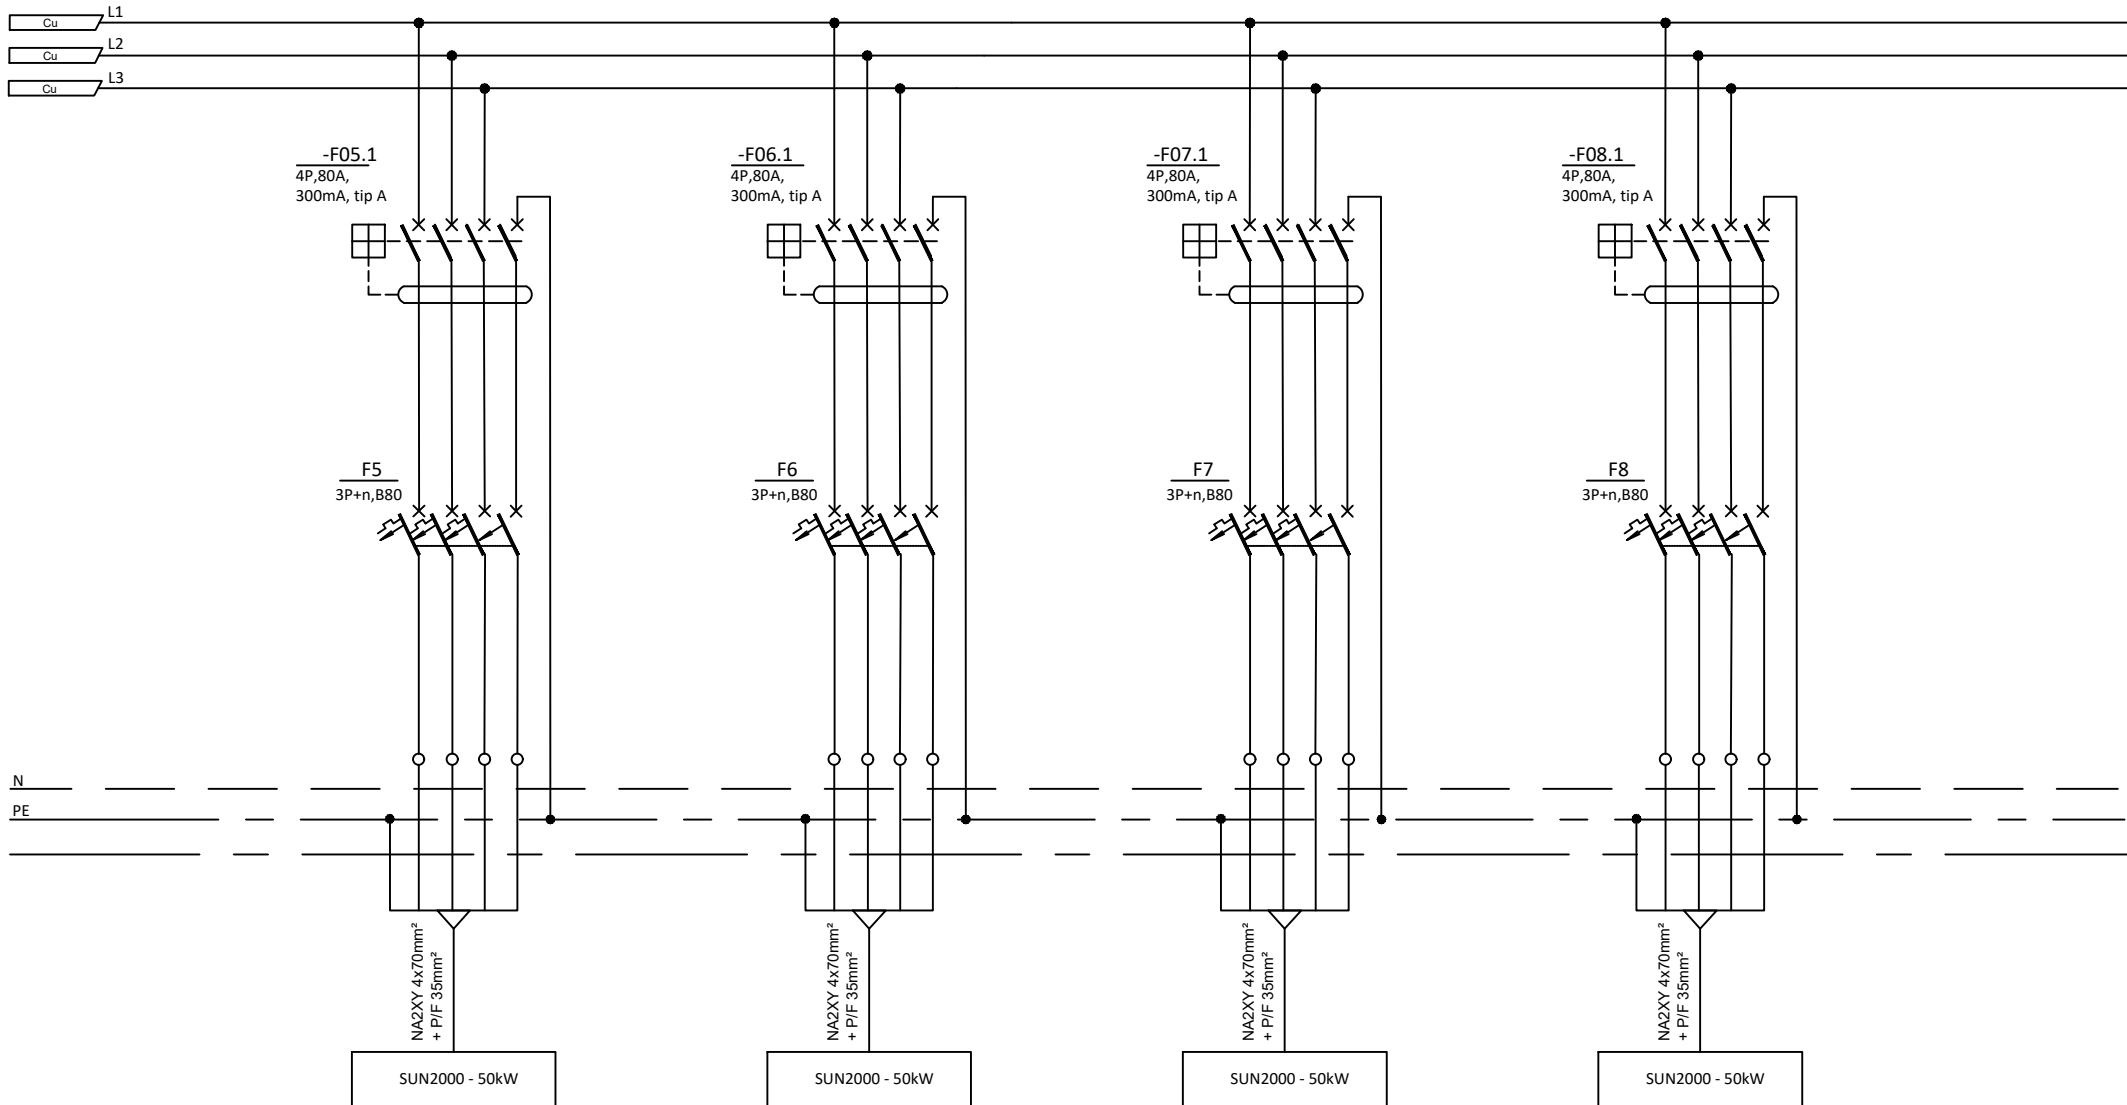 Cu L1
Cu L2
Cu L3
-F05.1
4P,80A,
300mA, tip A
-F06.1
4P,80A,
300mA, tip A
-F07.1
4P,80A,
300mA, tip A
-F08.1
4P,80A,
300mA, tip A
F5
3P+n,B80
F6
3P+n,B80
F7
3P+n,B80
F8
3P+n,B80
N
PE
NA2XY 4x70mm²
+ P/F 35mm²
NA2XY 4x70mm²
+ P/F 35mm²
NA2XY 4x70mm²
+ P/F 35mm²
NA2XY 4x70mm²
+ P/F 35mm²
SUN2000 - 50kW
SUN2000 - 50kW
SUN2000 - 50kW
SUN2000 - 50kW